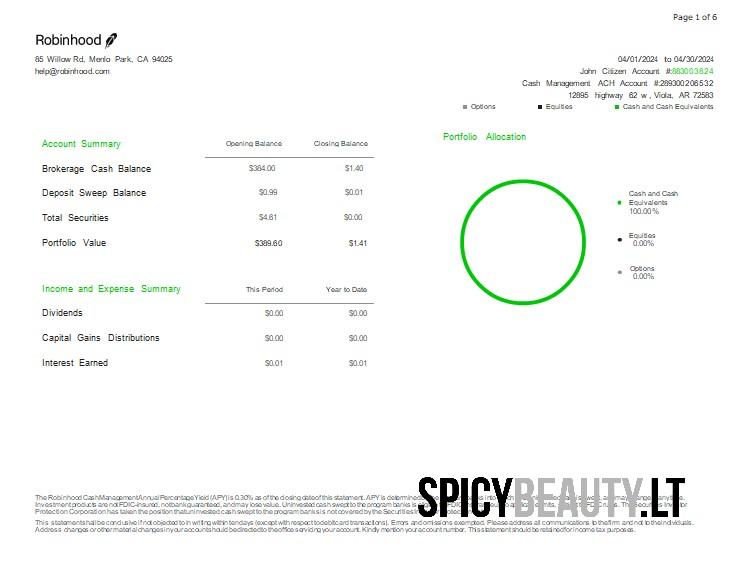 Page 1 of 6
Robinhood
85 Willow Rd, Menlo Park, CA 94025
help@robinhood.com
04/01/2024 to 04/30/2024
John Citizen Account #:883003824
Cash Management ACH Account #:289300206532
12895 highway 62 w , Viola, AR 72583
Options Equities Cash and Cash Equivalents
Account Summary Opening Balance Closing Balance
Brokerage Cash Balance $384.00 $1.40
Deposit Sweep Balance $0.99 $0.01
Total Securities $4.61 $0.00
Portfolio Value $389.60 $1.41
Portfolio Allocation
Cash and Cash
Equivalents
100.00%
Equities
0.00%
Options
0.00%
Income and Expense Summary This Period Year to Date
Dividends $0.00 $0.00
Capital Gains Distributions $0.00 $0.00
Interest Earned $0.01 $0.01
The Robinhood Cash Management Annual Percentage Yield (APY) is 0.30% as of the closing date of this statement. APY is determined
Investment products are not FDIC-insured, not bank guaranteed, and may lose value. Uninvested cash swept to the program banks is
Protection Corporation has taken the position that uninvested cash swept to the program banks is not covered by the Securities
This statement shall be conclusive if not objected to in writing within ten days (except with respect to debit card transactions). Errors and omissions exempted. Please address all communications to the firm and not to the individuals.
Address changes or other material changes in your account should be directed to the office servicing your account. Kindly mention your account number. This statement should be retained for income tax purposes.
SPICYBEAUTY.LT